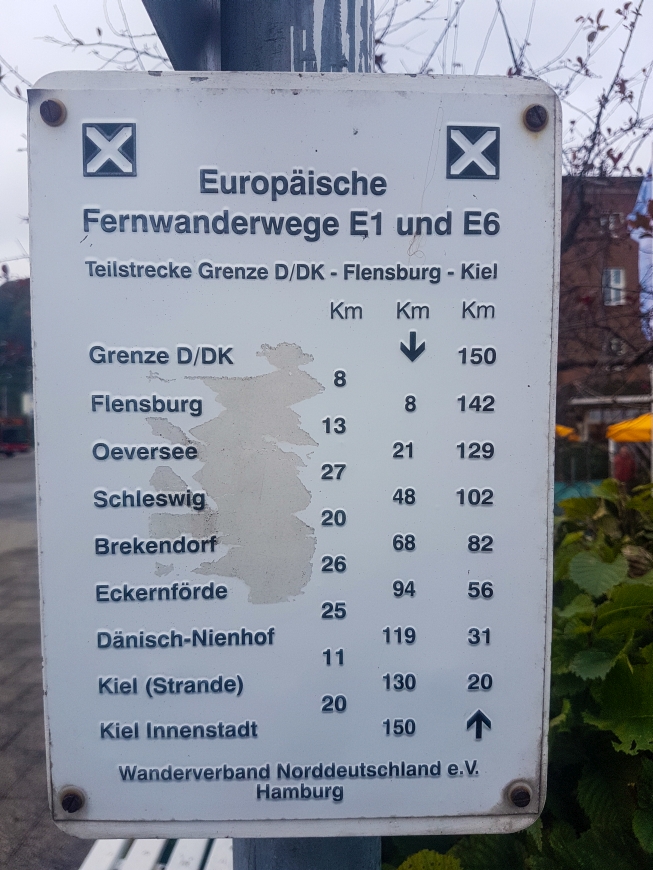 Europäische
Fernwanderwege E1 und E6
Teilstrecke Grenze D/DK - Flensburg - Kiel
Km Km Km
Grenze D/DK ↓ 150
8
Flensburg 8 142
13
Oeversee 21 129
27
Schleswig 48 102
20
Brekendorf 68 82
26
Eckernförde 94 56
25
Dänisch-Nienhof 119 31
11
Kiel (Strande) 130 20
20
Kiel Innenstadt 150 ↑
Wanderverband Norddeutschland e.V.
Hamburg